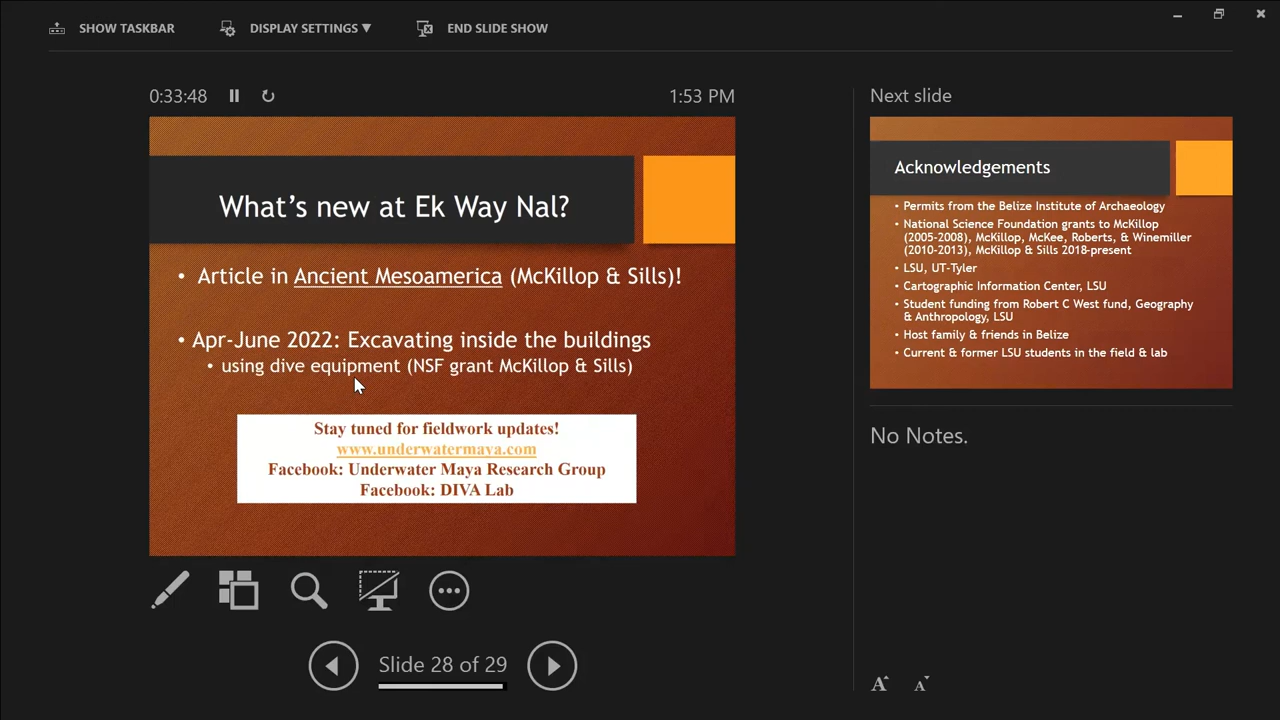 SHOW TASKBAR
DISPLAY SETTINGS ▼
END SLIDE SHOW
0:33:48
1:53 PM
What's new at Ek Way Nal?
• Article in Ancient Mesoamerica (McKillop & Sills)!
• Apr-June 2022: Excavating inside the buildings
• using dive equipment (NSF grant McKillop & Sills)
Stay tuned for fieldwork updates!
www.underwatermaya.com
Facebook: Underwater Maya Research Group
Facebook: DIVA Lab
Slide 28 of 29
Next slide
Acknowledgements
• Permits from the Belize Institute of Archaeology
• National Science Foundation grants to McKillop
(2005-2008), McKillop, McKee, Roberts, & Winemiller
(2010-2013), McKillop & Sills 2018-present
• LSU, UT-Tyler
• Cartographic Information Center, LSU
• Student funding from Robert C West fund, Geography
& Anthropology, LSU
• Host family & friends in Belize
• Current & former LSU students in the field & lab
No Notes.
A A